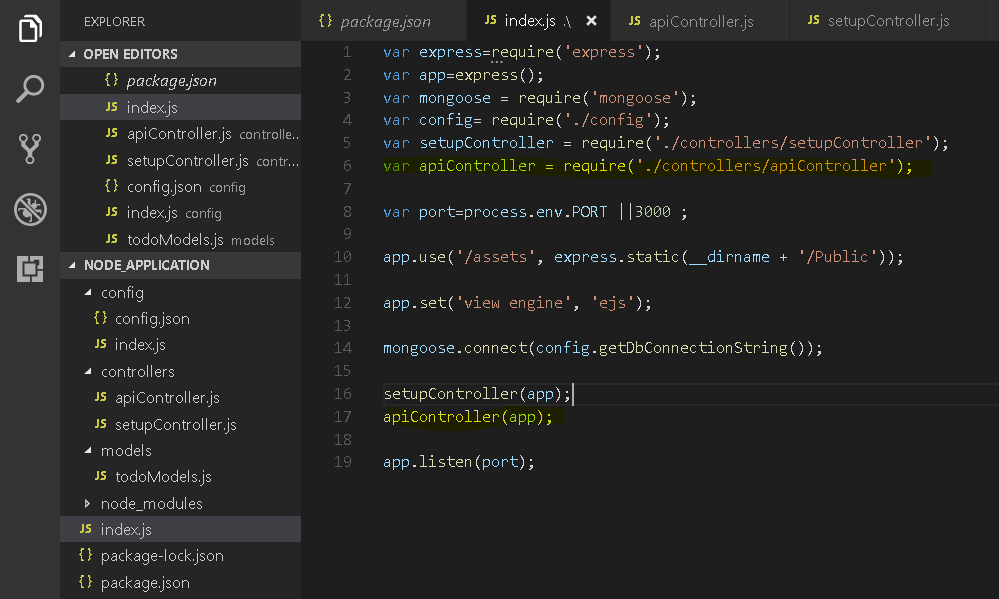 EXPLORER
OPEN EDITORS
{} package.json
JS index.js
JS apiController.js controlle...
JS setupController.js contr...
{} config.json config
JS index.js config
JS todoModels.js models
NODE_APPLICATION
config
{} config.json
JS index.js
controllers
JS apiController.js
JS setupController.js
models
JS todoModels.js
node_modules
JS index.js
{} package-lock.json
{} package.json
{} package.json JS index.js .\ JS apiController.js JS setupController.js
1 var express=require('express');
2 var app=express();
3 var mongoose = require('mongoose');
4 var config= require('./config');
5 var setupController = require('./controllers/setupController');
6 var apiController = require('./controllers/apiController');
7
8 var port=process.env.PORT ||3000 ;
9
10 app.use('/assets', express.static(__dirname + '/Public'));
11
12 app.set('view engine', 'ejs');
13
14 mongoose.connect(config.getDbConnectionString());
15
16 setupController(app);
17 apiController(app);
18
19 app.listen(port);